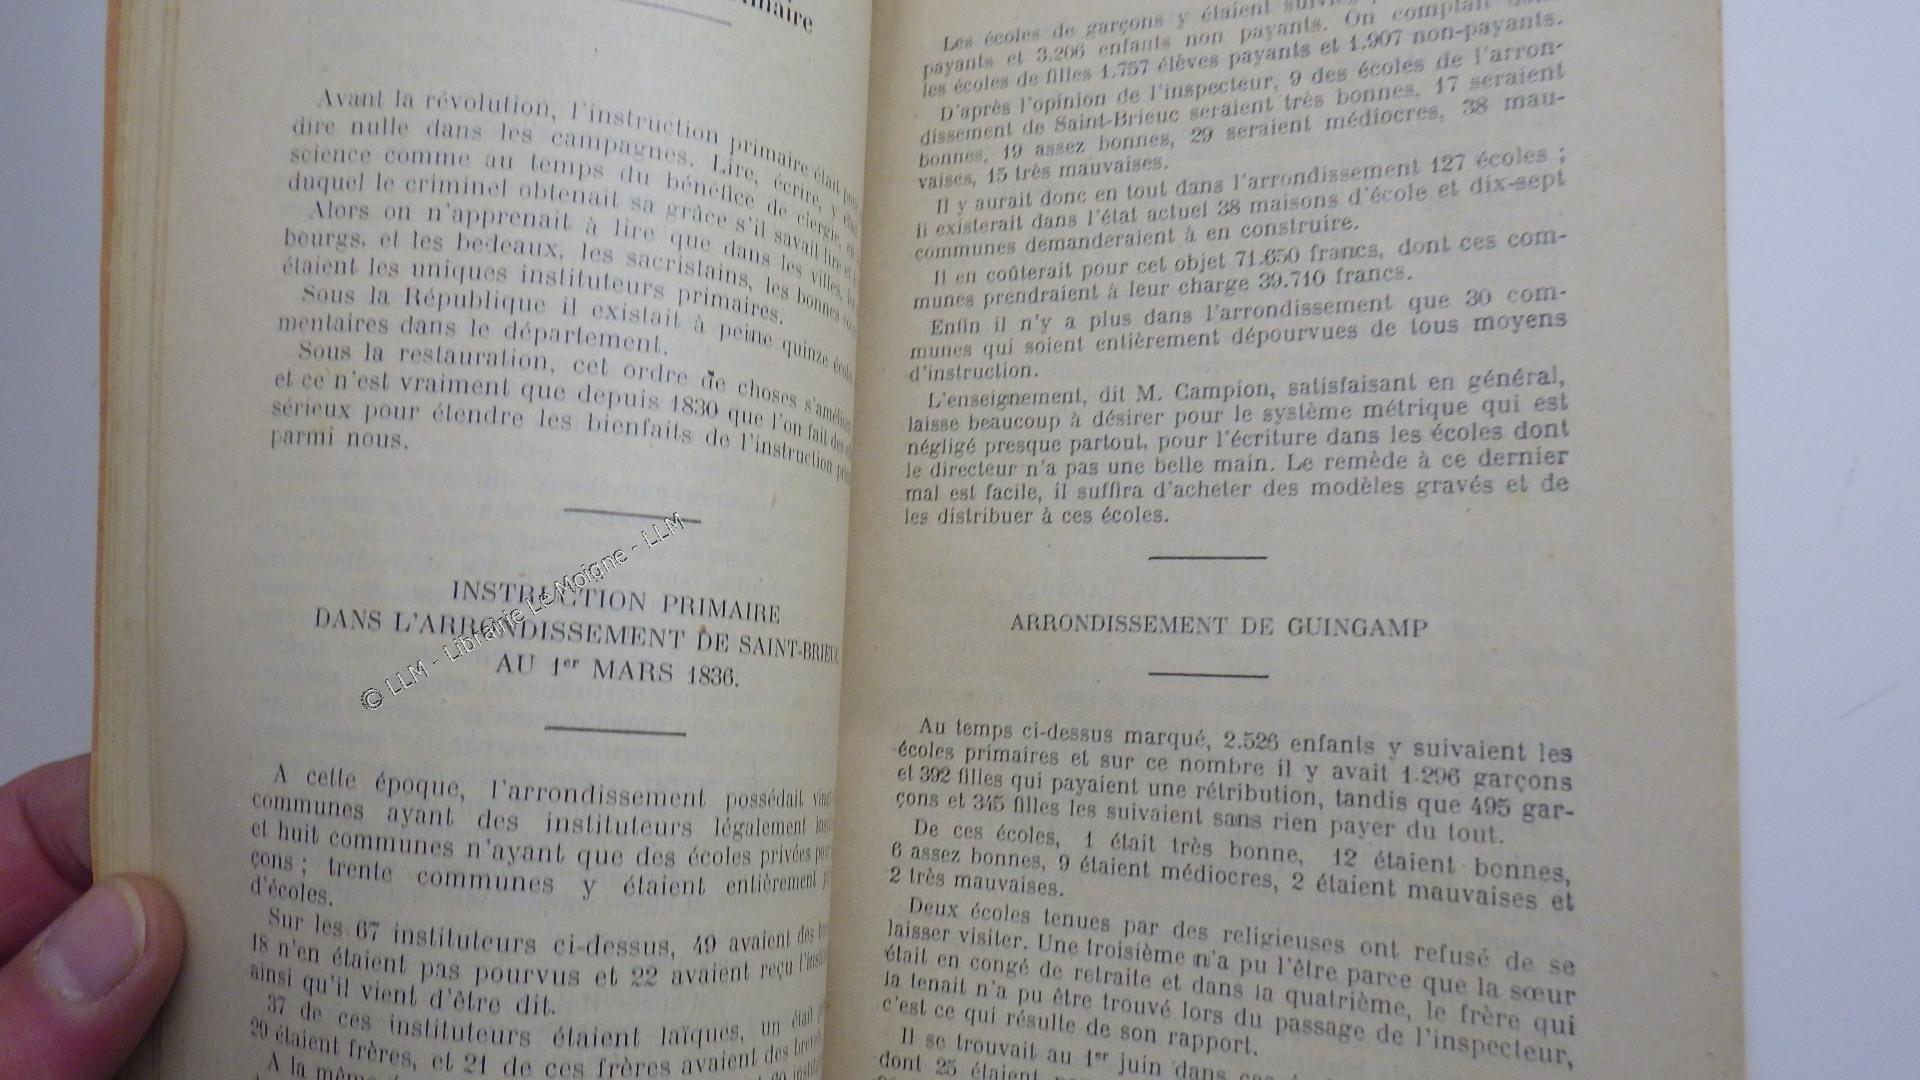 Avant la révolution, l'instruction primaire était
dire nulle dans les campagnes. Lire, écrire, y
science comme au temps du bénéfice de clergie,
duquel le criminel obtenait sa grâce s'il savait lire et
Alors on n'apprenait à lire que dans les villes,
bourgs, et les bedeaux, les sacristains, les bonnes
étaient les uniques instituteurs primaires.
Sous la République il existait à peine quinze
mentaires dans le département.
Sous la restauration, cet ordre de choses
et ce n'est vraiment que depuis 1830 que l'on fait des
sérieux pour étendre les bienfaits de l'instruction
parmi nous.
INSTRUCTION PRIMAIRE
DANS L'ARRONDISSEMENT DE SAINT-BRIEUC
AU 1er MARS 1836.
© LLM - Librairie Le Moigne - LLM
A cette époque, l'arrondissement possédait
communes ayant des instituteurs légalement
et huit communes n'ayant que des écoles privées
çons ; trente communes y étaient entièrement
d'écoles.
Sur les 67 instituteurs ci-dessus, 49 avaient des
18 n'en étaient pas pourvus et 22 avaient reçu
ainsi qu'il vient d'être dit.
37 de ces instituteurs étaient laïques, un était
29 étaient frères, et 21 de ces frères avaient des
A la
Les écoles de garçons y étaient
payants et 3.206 enfants non payants. On comptait
les écoles de filles 1.757 élèves payants et 1.907 non-payants.
D'après l'opinion de l'inspecteur, 9 des écoles de l'arron-
dissement de Saint-Brieuc seraient très bonnes, 17 seraient
bonnes, 19 assez bonnes, 29 seraient médiocres, 38 mau-
vaises, 15 très mauvaises.
Il y aurait donc en tout dans l'arrondissement 127 écoles ;
il existerait dans l'état actuel 38 maisons d'école et dix-sept
communes demanderaient à en construire.
Il en coûterait pour cet objet 71.650 francs, dont ces com-
munes prendraient à leur charge 39.710 francs.
Enfin il n'y a plus dans l'arrondissement que 30 com-
munes qui soient entièrement dépourvues de tous moyens
d'instruction.
L'enseignement, dit M. Campion, satisfaisant en général,
laisse beaucoup à désirer pour le système métrique qui est
négligé presque partout, pour l'écriture dans les écoles dont
le directeur n'a pas une belle main. Le remède à ce dernier
mal est facile, il suffira d'acheter des modèles gravés et de
les distribuer à ces écoles.
ARRONDISSEMENT DE GUINGAMP
Au temps ci-dessus marqué, 2.526 enfants y suivaient les
écoles primaires et sur ce nombre il y avait 1.296 garçons
et 392 filles qui payaient une rétribution, tandis que 495 gar-
çons et 345 filles les suivaient sans rien payer du tout.
De ces écoles, 1 était très bonne, 12 étaient bonnes,
6 assez bonnes, 9 étaient médiocres, 2 étaient mauvaises et
2 très mauvaises.
Deux écoles tenues par des religieuses ont refusé de se
laisser visiter. Une troisième n'a pu l'être parce que la sœur
était en congé de retraite et dans la quatrième, le frère qui
la tenait n'a pu être trouvé lors du passage de l'inspecteur,
c'est ce qui résulte de son rapport.
Il se trouvait au 1er juin dans
dont 25 étaient